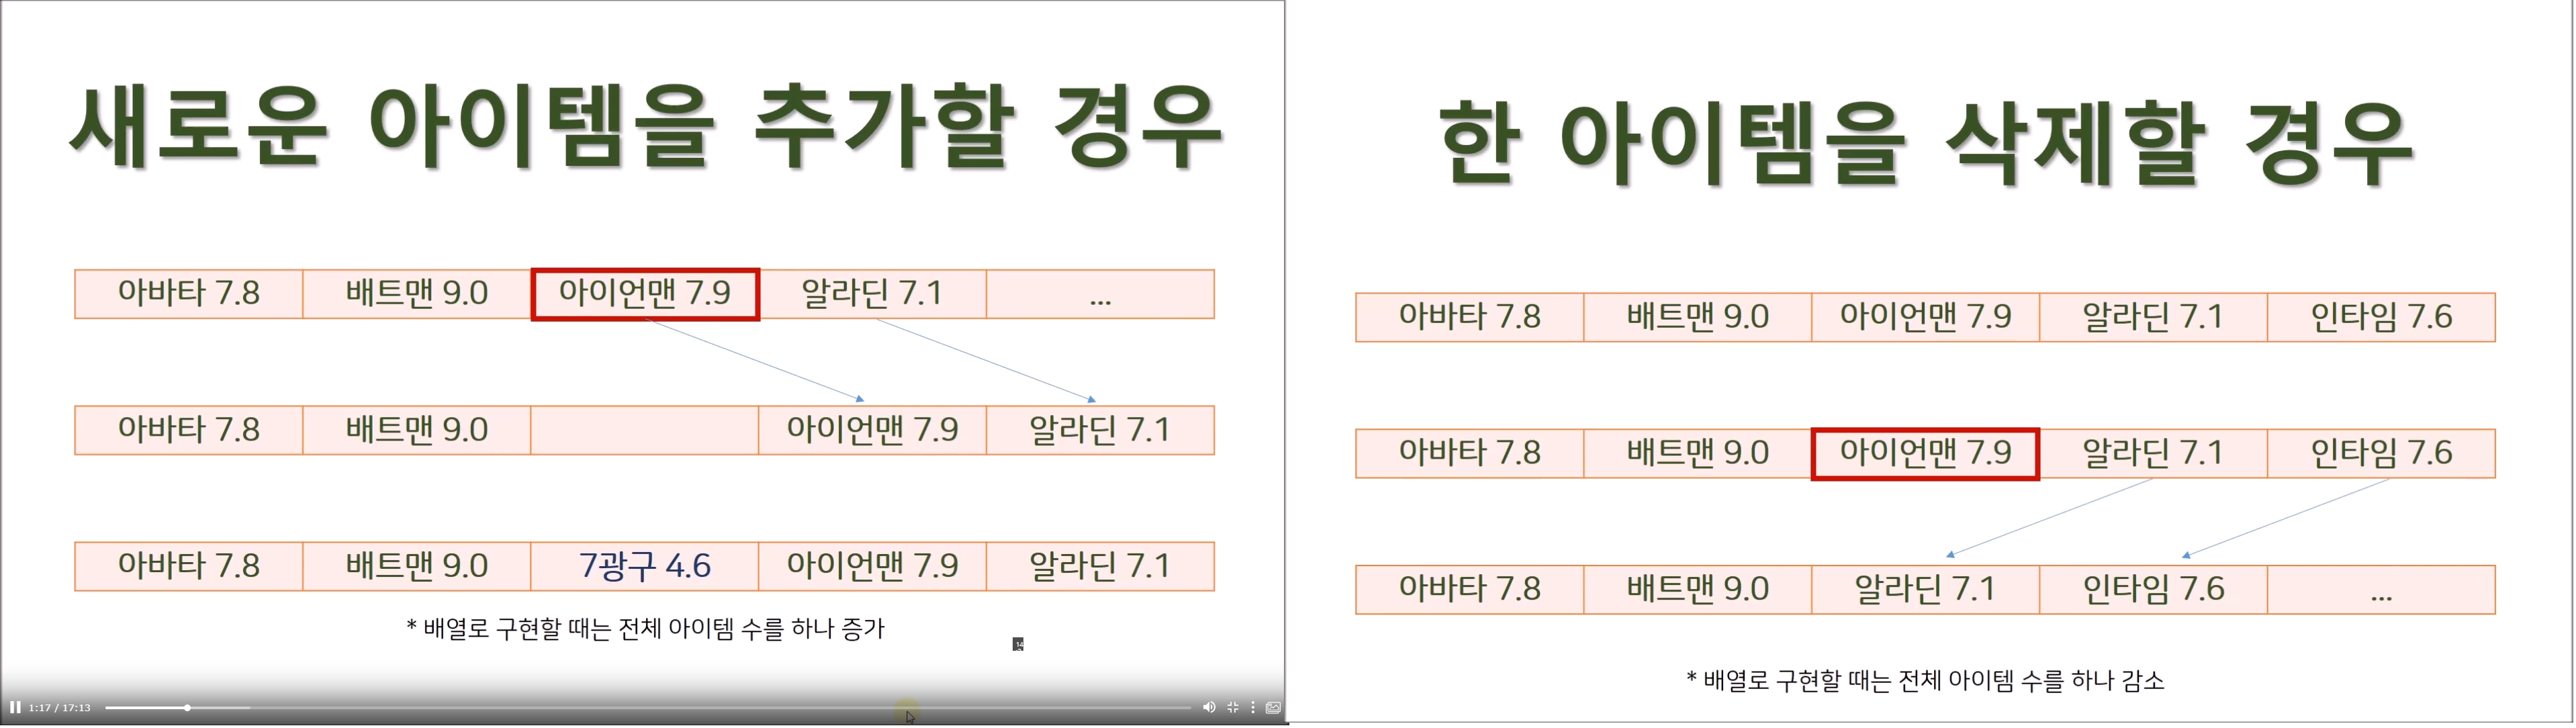 새로운 아이템을 추가할 경우
아바타 7.8 배트맨 9.0 아이언맨 7.9 알라딘 7.1 ...
아바타 7.8 배트맨 9.0 아이언맨 7.9 알라딘 7.1
아바타 7.8 배트맨 9.0 7광구 4.6 아이언맨 7.9 알라딘 7.1
* 배열로 구현할 때는 전체 아이템 수를 하나 증가
1:17 / 17:13
한 아이템을 삭제할 경우
아바타 7.8 배트맨 9.0 아이언맨 7.9 알라딘 7.1 인타임 7.6
아바타 7.8 배트맨 9.0 아이언맨 7.9 알라딘 7.1 인타임 7.6
아바타 7.8 배트맨 9.0 알라딘 7.1 인타임 7.6 ...
* 배열로 구현할 때는 전체 아이템 수를 하나 감소